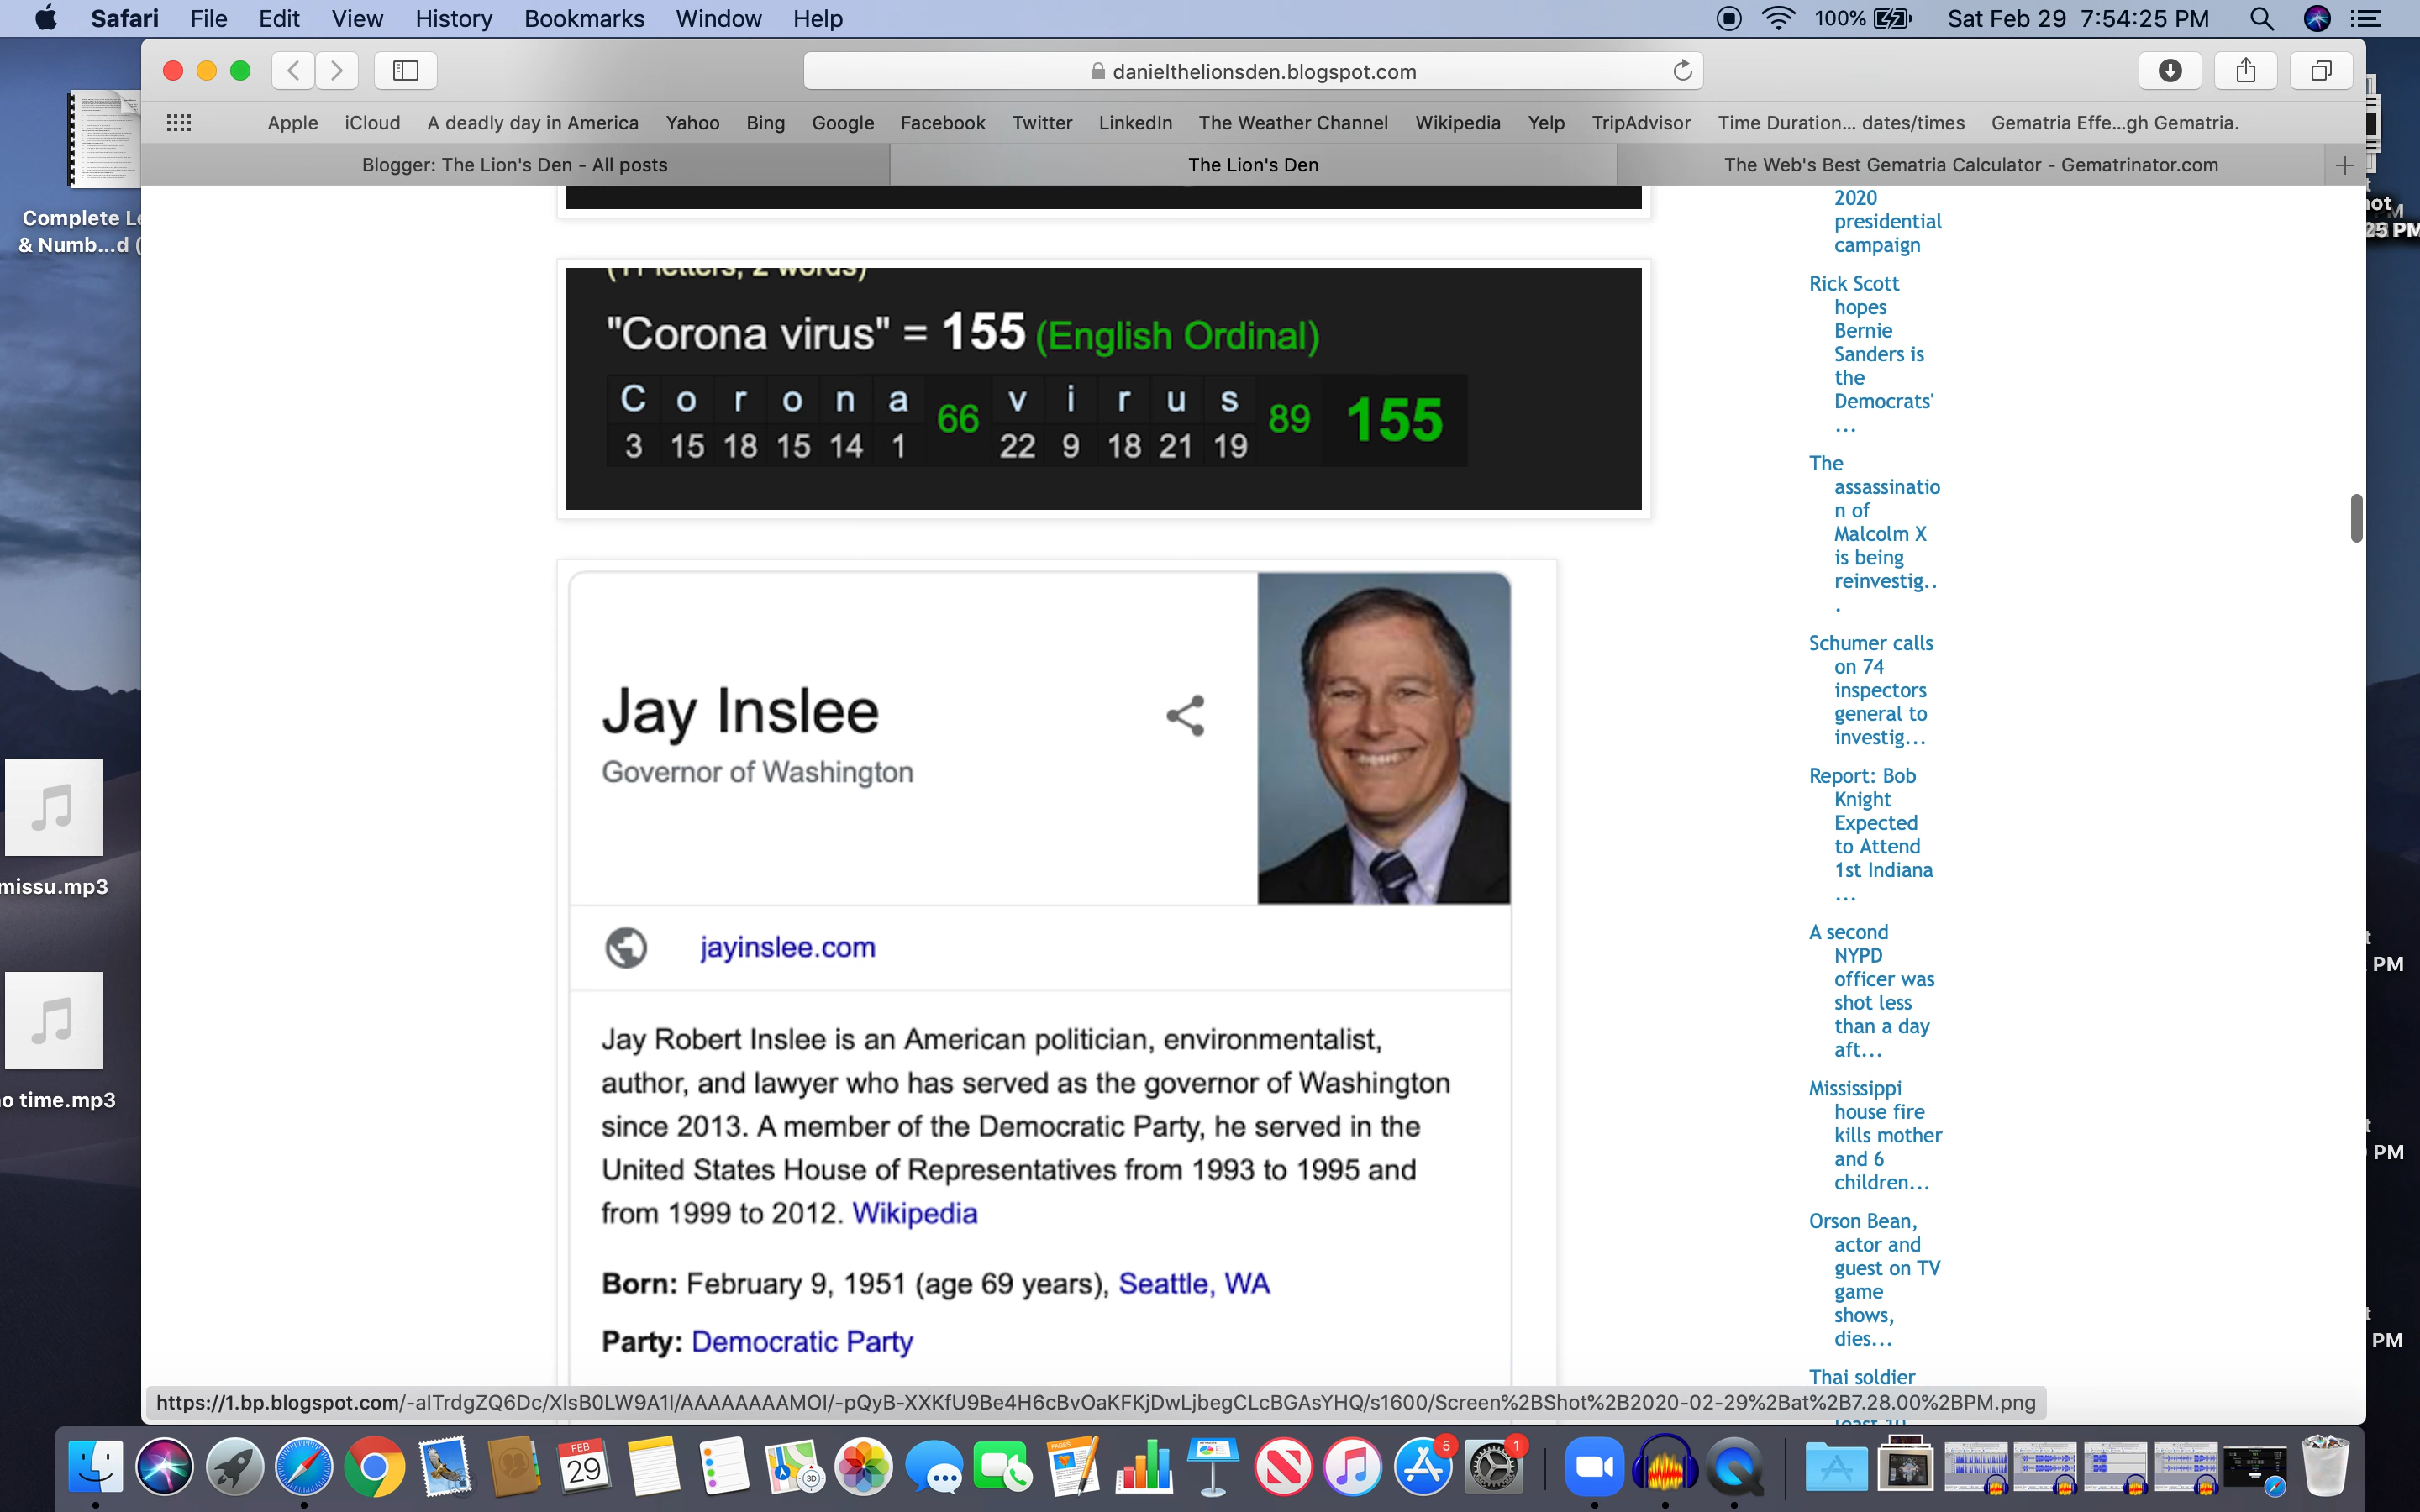 Safari File Edit View History Bookmarks Window Help 100% Sat Feb 29 7:54:25 PM
danielthelionsden.blogspot.com
Apple iCloud A deadly day in America Yahoo Bing Google Facebook Twitter LinkedIn The Weather Channel Wikipedia Yelp TripAdvisor Time Duration... dates/times Gematria Effe...gh Gematria.
Blogger: The Lion's Den - All posts The Lion's Den The Web's Best Gematria Calculator - Gematrinator.com
Complete Le
& Numb...d (
missu.mp3
o time.mp3
(11 letters, 2 words)
"Corona virus" = 155 (English Ordinal)
C o r o n a 66 v i r u s 89 155
3 15 18 15 14 1 22 9 18 21 19
Jay Inslee
Governor of Washington
jayinslee.com
Jay Robert Inslee is an American politician, environmentalist,
author, and lawyer who has served as the governor of Washington
since 2013. A member of the Democratic Party, he served in the
United States House of Representatives from 1993 to 1995 and
from 1999 to 2012. Wikipedia
Born: February 9, 1951 (age 69 years), Seattle, WA
Party: Democratic Party
2020
presidential
campaign
Rick Scott
hopes
Bernie
Sanders is
the
Democrats'
...
The
assassinatio
n of
Malcolm X
is being
reinvestig..
.
Schumer calls
on 74
inspectors
general to
investig...
Report: Bob
Knight
Expected
to Attend
1st Indiana
...
A second
NYPD
officer was
shot less
than a day
aft...
Mississippi
house fire
kills mother
and 6
children...
Orson Bean,
actor and
guest on TV
game
shows,
dies...
Thai soldier
25 PM
PM
PM
PM
https://1.bp.blogspot.com/-alTrdgZQ6Dc/XlsB0LW9A1I/AAAAAAAAMOI/-pQyB-XXKfU9Be4H6cBvOaKFKjDwLjbegCLcBGAsYHQ/s1600/Screen%2BShot%2B2020-02-29%2Bat%2B7.28.00%2BPM.png
FEB
29
3D
PAGES
5
1